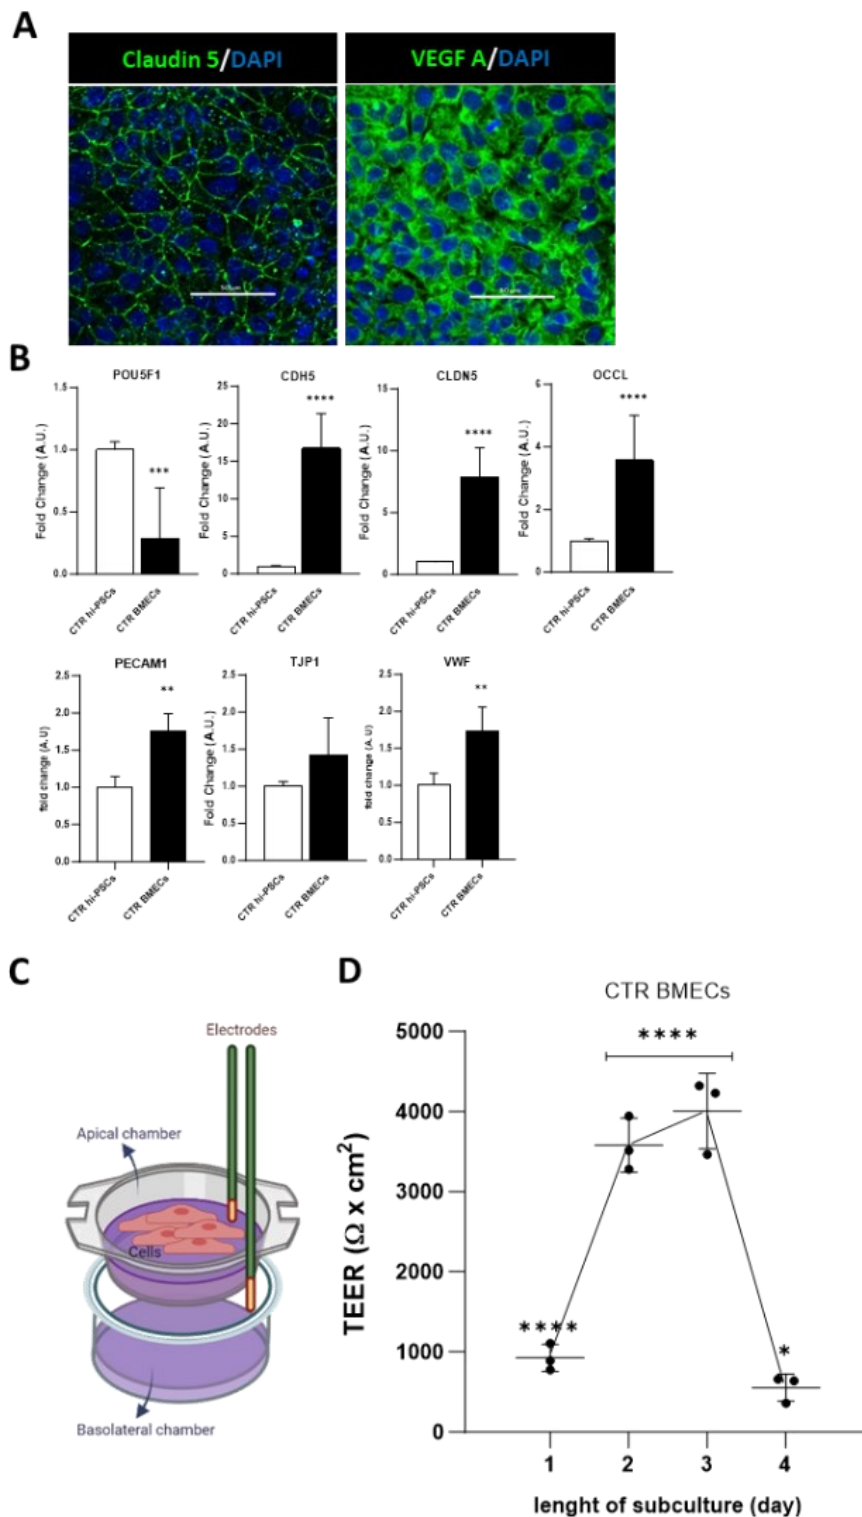 A
Claudin 5/DAPI
VEGF A/DAPI
50µm
50µm
B
POU5F1
Fold Change (A.U.)
1.5
1.0
0.5
0.0
***
CTR hi-PSCs
CTR BMECs
CDH5
Fold Change (A.U.)
25
20
15
10
5
0
****
CTR hi-PSCs
CTR BMECs
CLDN5
Fold Change (A.U.)
15
10
5
0
****
CTR hi-PSCs
CTR BMECs
OCCL
Fold Change (A.U.)
6
4
2
0
****
CTR hi-PSCs
CTR BMECs
PECAM1
fold change (A.U)
2.5
2.0
1.5
1.0
0.5
0.0
**
CTR hi-PSCs
CTR BMECs
TJP1
Fold Change (A.U.)
2.5
2.0
1.5
1.0
0.5
0.0
CTR hi-PSCs
CTR BMECs
VWF
fold change (A.U)
2.5
2.0
1.5
1.0
0.5
0.0
**
CTR hi-PSCs
CTR BMECs
C
Electrodes
Apical chamber
Cells
Basolateral chamber
D
CTR BMECs
TEER (Ω x cm²)
5000
4000
3000
2000
1000
0
****
****
*
1 2 3 4
lenght of subculture (day)